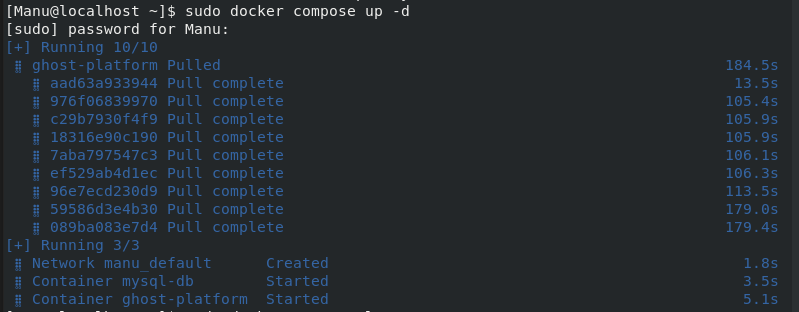 [Manu@localhost ~]$ sudo docker compose up -d
[sudo] password for Manu:
[+] Running 10/10
⣿ ghost-platform Pulled 184.5s
⣿ aad63a933944 Pull complete 13.5s
⣿ 976f06839970 Pull complete 105.4s
⣿ c29b7930f4f9 Pull complete 105.9s
⣿ 18316e90c190 Pull complete 105.9s
⣿ 7aba797547c3 Pull complete 106.1s
⣿ ef529ab4d1ec Pull complete 106.3s
⣿ 96e7ecd230d9 Pull complete 113.5s
⣿ 59586d3e4b30 Pull complete 179.0s
⣿ 089ba083e7d4 Pull complete 179.4s
[+] Running 3/3
⣿ Network manu_default Created 1.8s
⣿ Container mysql-db Started 3.5s
⣿ Container ghost-platform Started 5.1s